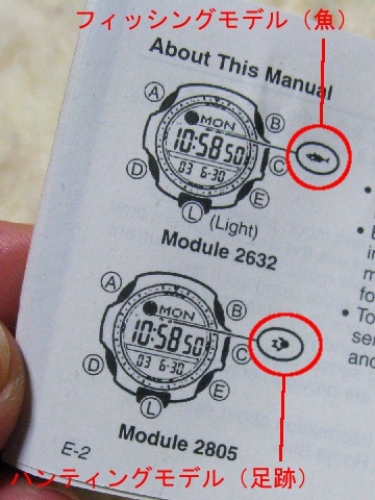 フィッシングモデル（魚）
About This Manual
A
B
MON
10:58 50
03 6-30
C
D
E
L (Light)
Module 2632
A
B
MON
10:58 50
03 6-30
C
D
E
L
Module 2805
E-2
ハンティングモデル（足跡）